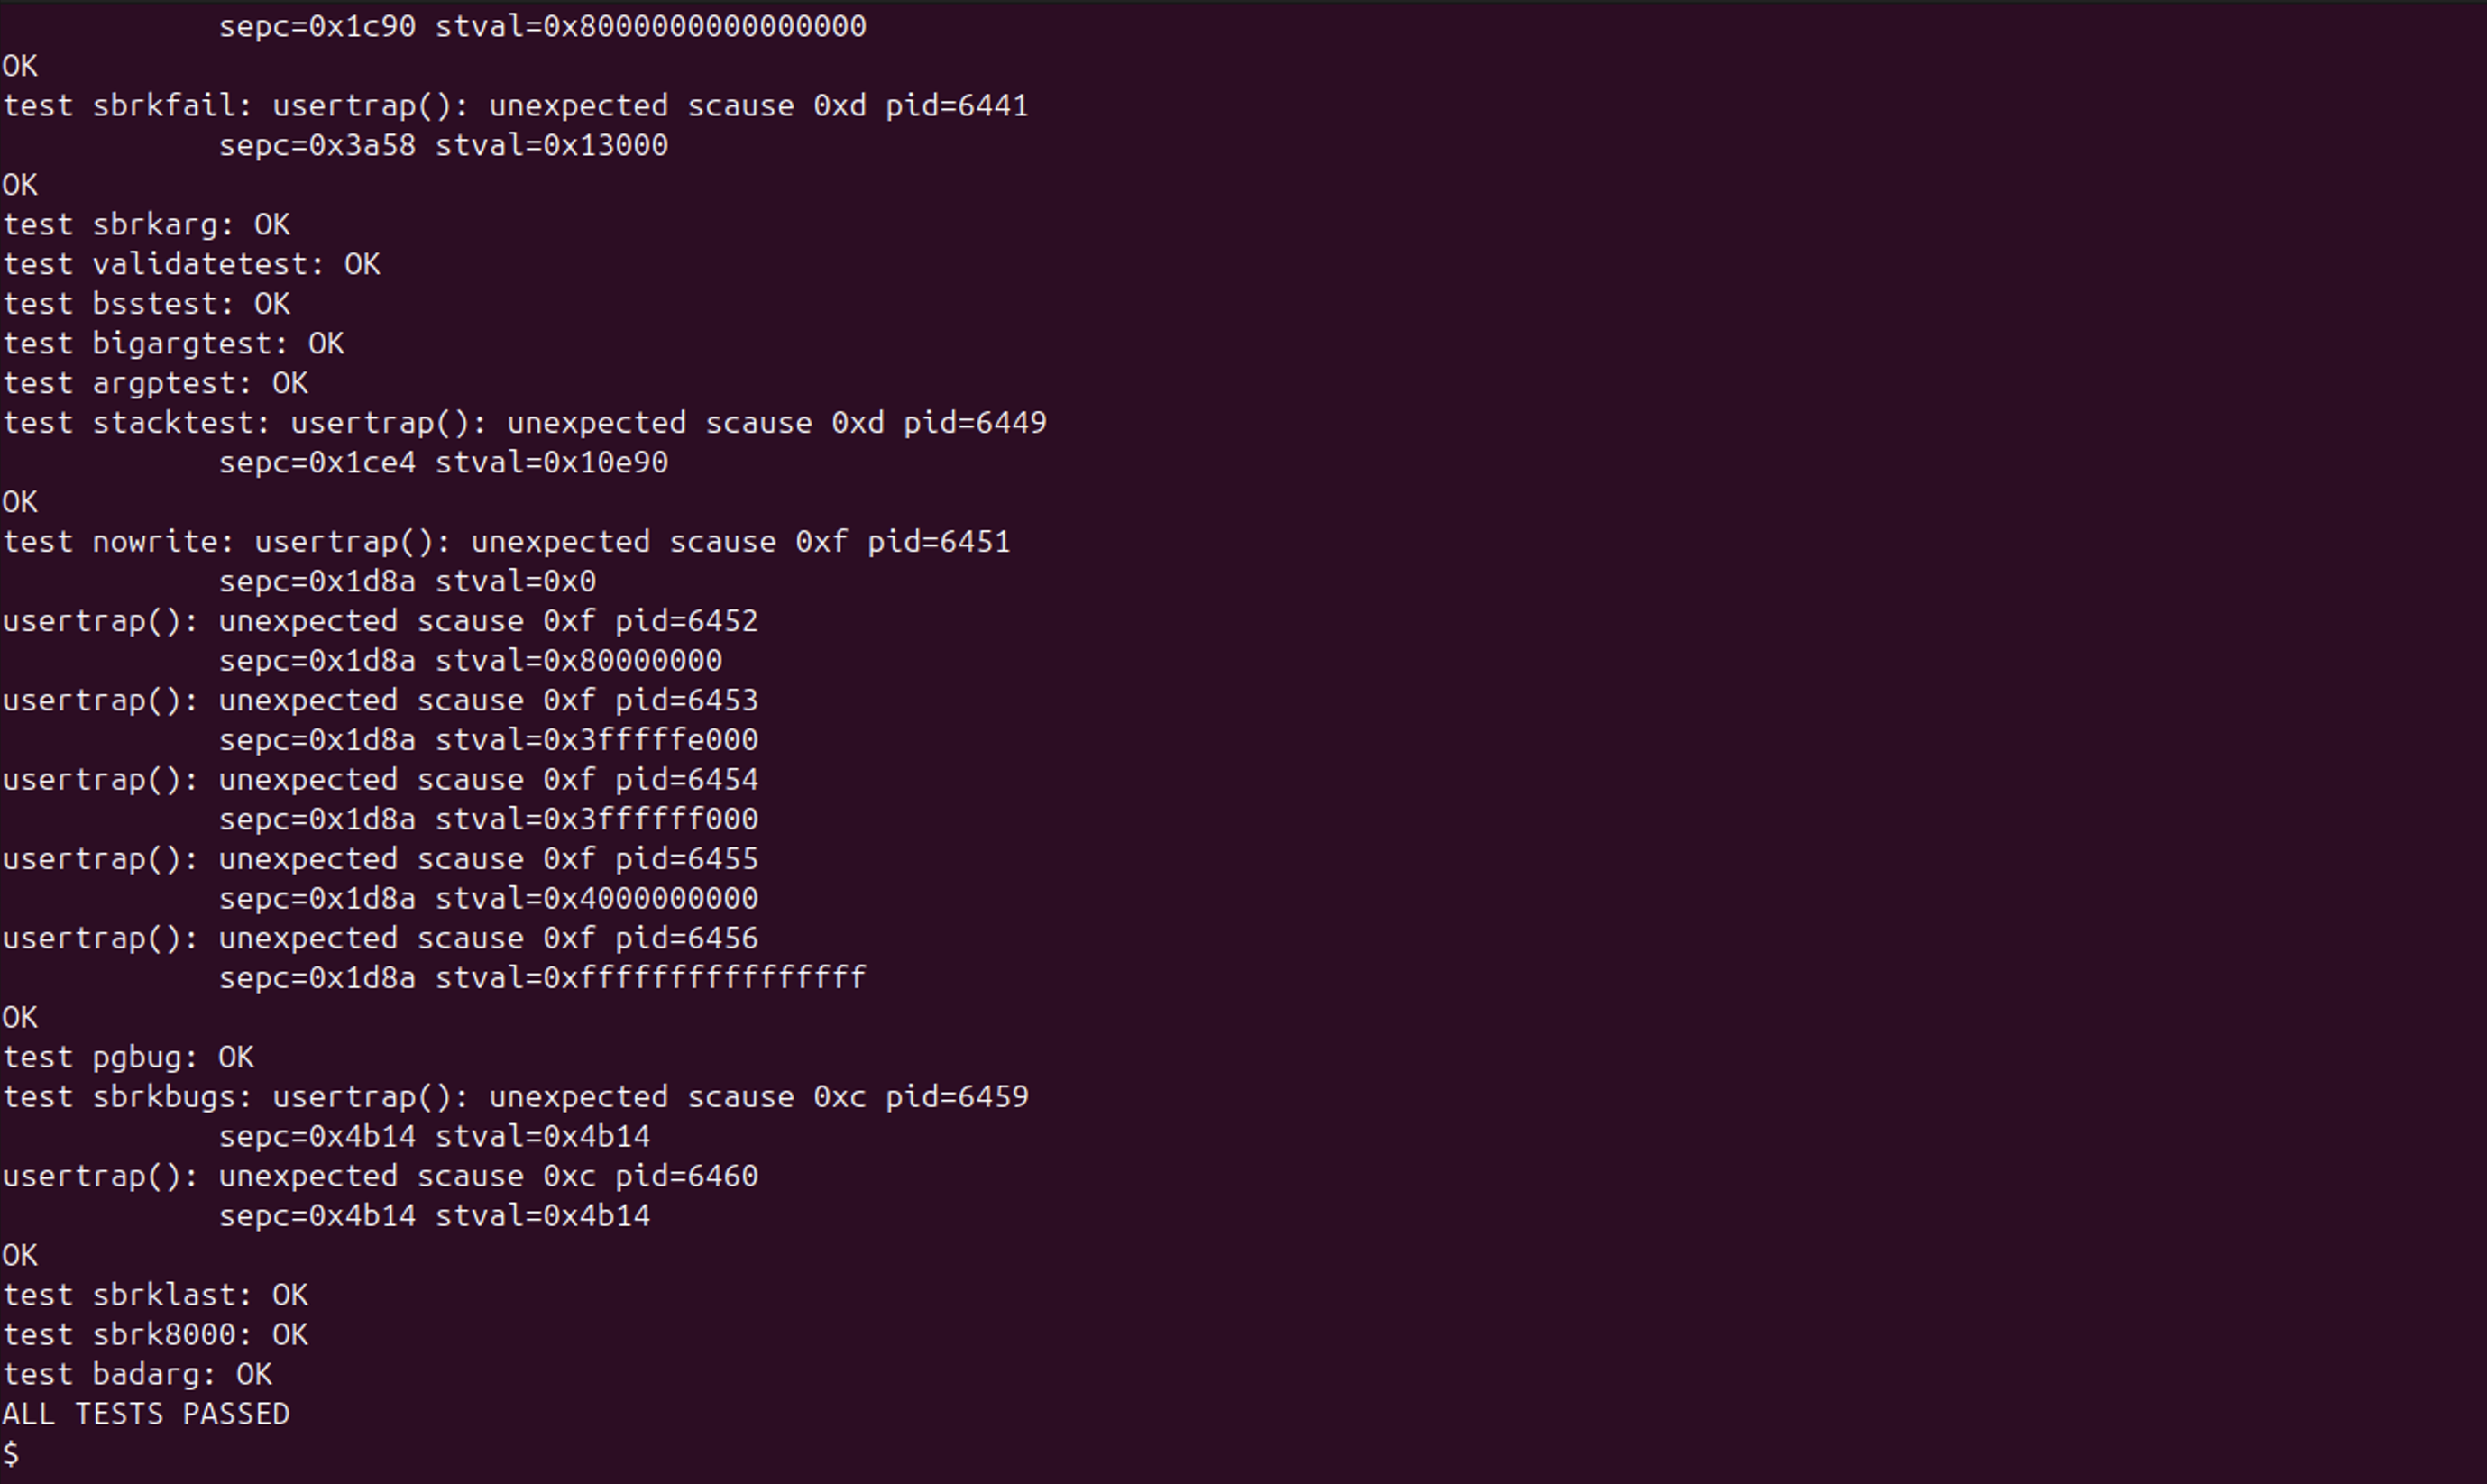 sepc=0x1c90 stval=0x8000000000000000
OK
test sbrkfail: usertrap(): unexpected scause 0xd pid=6441
            sepc=0x3a58 stval=0x13000
OK
test sbrkarg: OK
test validatetest: OK
test bsstest: OK
test bigargtest: OK
test argptest: OK
test stacktest: usertrap(): unexpected scause 0xd pid=6449
            sepc=0x1ce4 stval=0x10e90
OK
test nowrite: usertrap(): unexpected scause 0xf pid=6451
            sepc=0x1d8a stval=0x0
usertrap(): unexpected scause 0xf pid=6452
            sepc=0x1d8a stval=0x80000000
usertrap(): unexpected scause 0xf pid=6453
            sepc=0x1d8a stval=0x3fffffe000
usertrap(): unexpected scause 0xf pid=6454
            sepc=0x1d8a stval=0x3ffffff000
usertrap(): unexpected scause 0xf pid=6455
            sepc=0x1d8a stval=0x4000000000
usertrap(): unexpected scause 0xf pid=6456
            sepc=0x1d8a stval=0xffffffffffffffff
OK
test pgbug: OK
test sbrkbugs: usertrap(): unexpected scause 0xc pid=6459
            sepc=0x4b14 stval=0x4b14
usertrap(): unexpected scause 0xc pid=6460
            sepc=0x4b14 stval=0x4b14
OK
test sbrklast: OK
test sbrk8000: OK
test badarg: OK
ALL TESTS PASSED
$